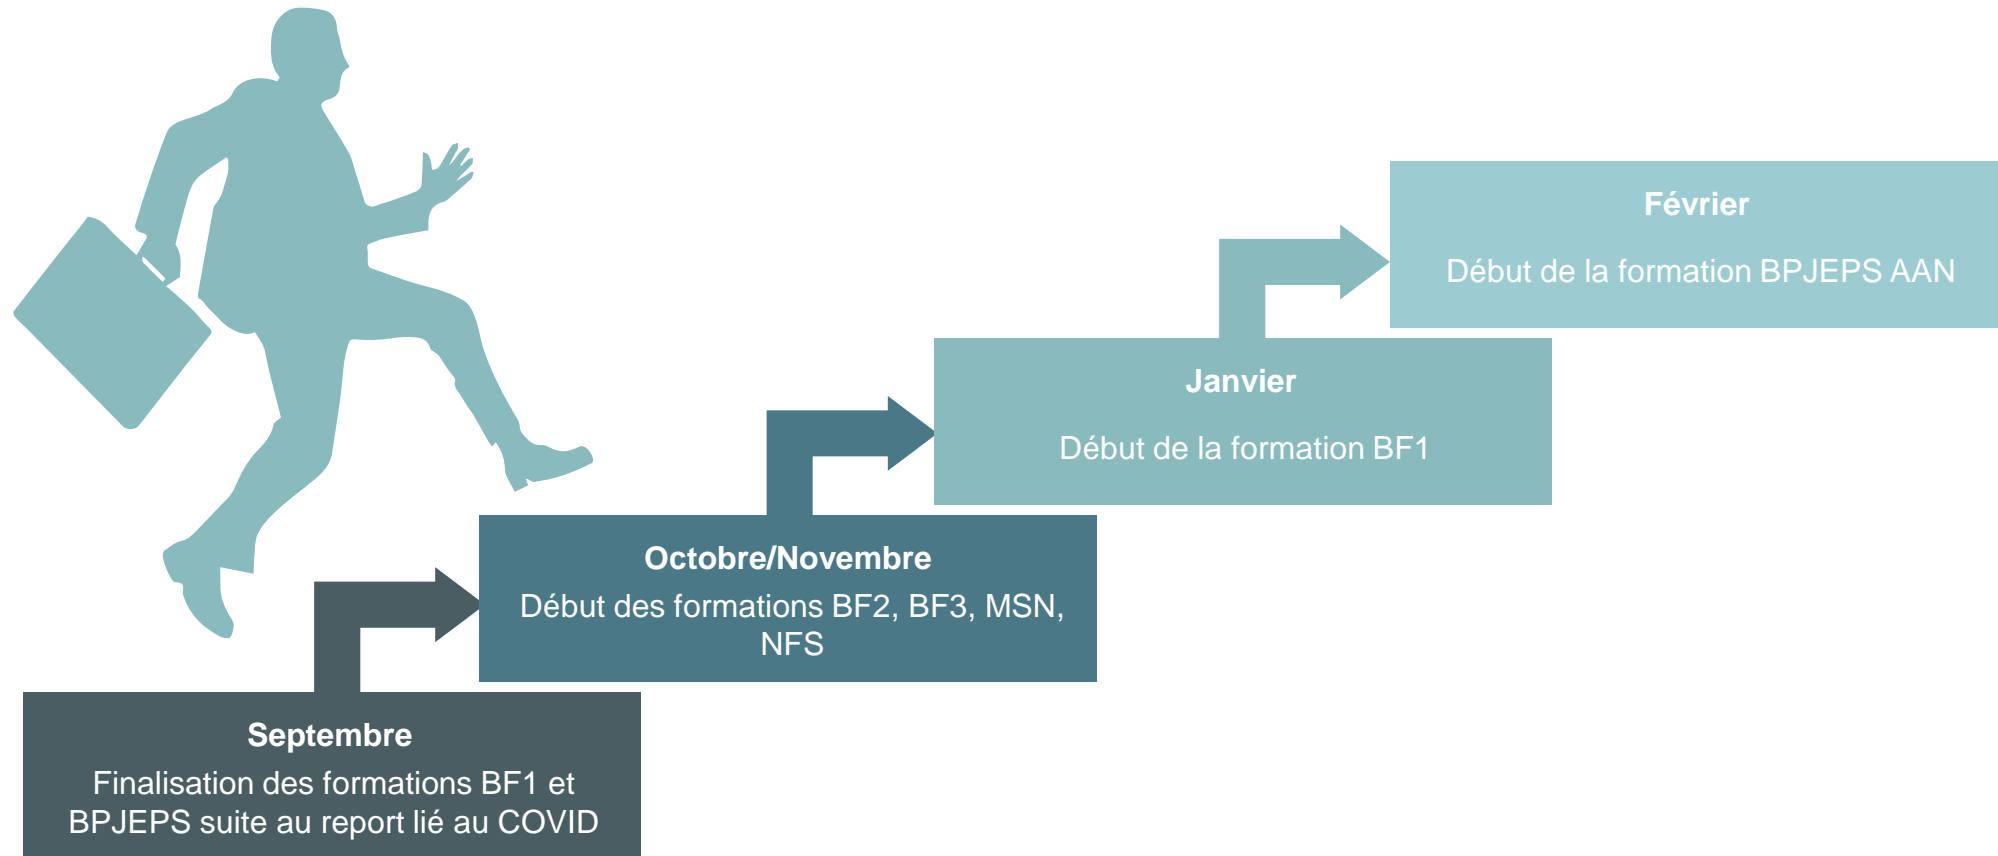 Février
Début de la formation BPJEPS AAN
Janvier
Début de la formation BF1
Octobre/Novembre
Début des formations BF2, BF3, MSN,
NFS
Septembre
Finalisation des formations BF1 et
BPJEPS suite au report lié au COVID